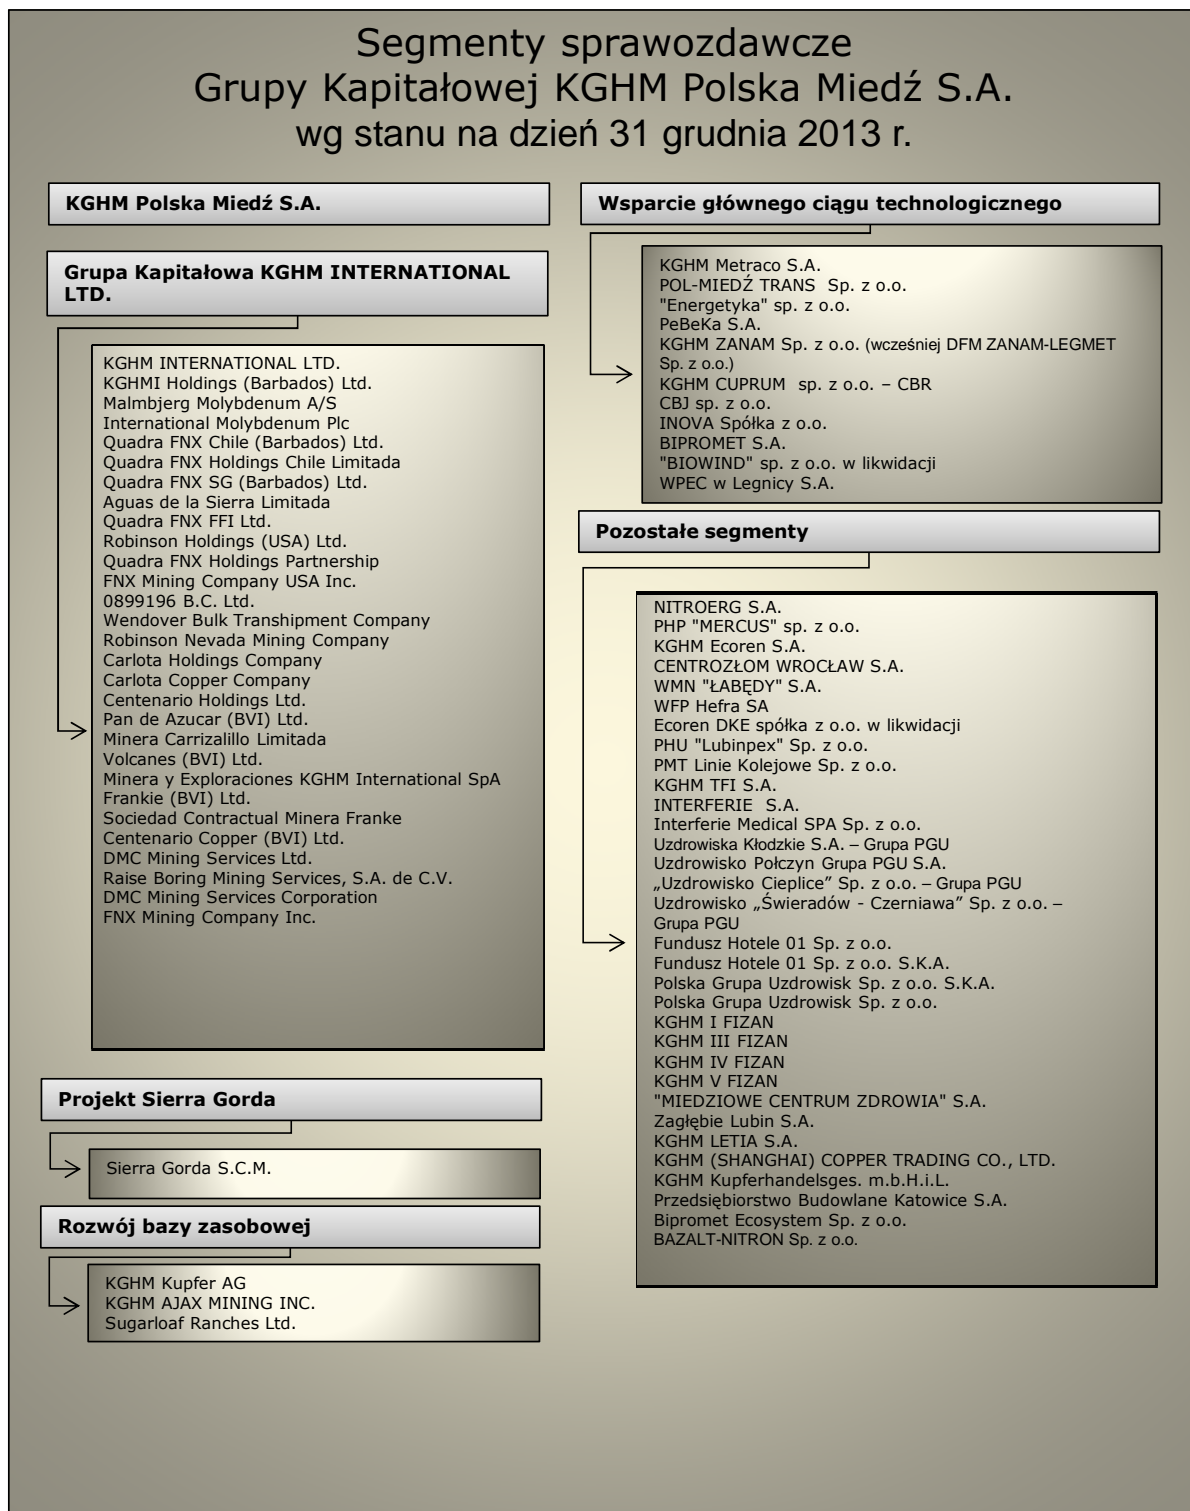 Segmenty sprawozdawcze
Grupy Kapitałowej KGHM Polska Miedź S.A.
wg stanu na dzień 31 grudnia 2013 r.
KGHM Polska Miedź S.A.
Grupa Kapitałowa KGHM INTERNATIONAL
LTD.
KGHM INTERNATIONAL LTD.
KGHMI Holdings (Barbados) Ltd.
Malmbjerg Molybdenum A/S
International Molybdenum Plc
Quadra FNX Chile (Barbados) Ltd.
Quadra FNX Holdings Chile Limitada
Quadra FNX SG (Barbados) Ltd.
Aguas de la Sierra Limitada
Quadra FNX FFI Ltd.
Robinson Holdings (USA) Ltd.
Quadra FNX Holdings Partnership
FNX Mining Company USA Inc.
0899196 B.C. Ltd.
Wendover Bulk Transhipment Company
Robinson Nevada Mining Company
Carlota Holdings Company
Carlota Copper Company
Centenario Holdings Ltd.
Pan de Azucar (BVI) Ltd.
Minera Carrizalillo Limitada
Volcanes (BVI) Ltd.
Minera y Exploraciones KGHM International SpA
Frankie (BVI) Ltd.
Sociedad Contractual Minera Franke
Centenario Copper (BVI) Ltd.
DMC Mining Services Ltd.
Raise Boring Mining Services, S.A. de C.V.
DMC Mining Services Corporation
FNX Mining Company Inc.
Projekt Sierra Gorda
Sierra Gorda S.C.M.
Rozwój bazy zasobowej
KGHM Kupfer AG
KGHM AJAX MINING INC.
Sugarloaf Ranches Ltd.
Wsparcie głównego ciągu technologicznego
KGHM Metraco S.A.
POL-MIEDŹ TRANS Sp. z o.o.
"Energetyka" sp. z o.o.
PeBeKa S.A.
KGHM ZANAM Sp. z o.o. (wcześniej DFM ZANAM-LEGMET
Sp. z o.o.)
KGHM CUPRUM sp. z o.o. – CBR
CBJ sp. z o.o.
INOVA Spółka z o.o.
BIPROMET S.A.
"BIOWIND" sp. z o.o. w likwidacji
WPEC w Legnicy S.A.
Pozostałe segmenty
NITROERG S.A.
PHP "MERCUS" sp. z o.o.
KGHM Ecoren S.A.
CENTROZŁOM WROCŁAW S.A.
WMN "ŁABĘDY" S.A.
WFP Hefra SA
Ecoren DKE spółka z o.o. w likwidacji
PHU "Lubinpex" Sp. z o.o.
PMT Linie Kolejowe Sp. z o.o.
KGHM TFI S.A.
INTERFERIE S.A.
Interferie Medical SPA Sp. z o.o.
Uzdrowiska Kłodzkie S.A. – Grupa PGU
Uzdrowisko Połczyn Grupa PGU S.A.
„Uzdrowisko Cieplice” Sp. z o.o. – Grupa PGU
Uzdrowisko „Świeradów - Czerniawa” Sp. z o.o. –
Grupa PGU
Fundusz Hotele 01 Sp. z o.o.
Fundusz Hotele 01 Sp. z o.o. S.K.A.
Polska Grupa Uzdrowisk Sp. z o.o. S.K.A.
Polska Grupa Uzdrowisk Sp. z o.o.
KGHM I FIZAN
KGHM III FIZAN
KGHM IV FIZAN
KGHM V FIZAN
"MIEDZIOWE CENTRUM ZDROWIA" S.A.
Zagłębie Lubin S.A.
KGHM LETIA S.A.
KGHM (SHANGHAI) COPPER TRADING CO., LTD.
KGHM Kupferhandelsges. m.b.H.i.L.
Przedsiębiorstwo Budowlane Katowice S.A.
Bipromet Ecosystem Sp. z o.o.
BAZALT-NITRON Sp. z o.o.